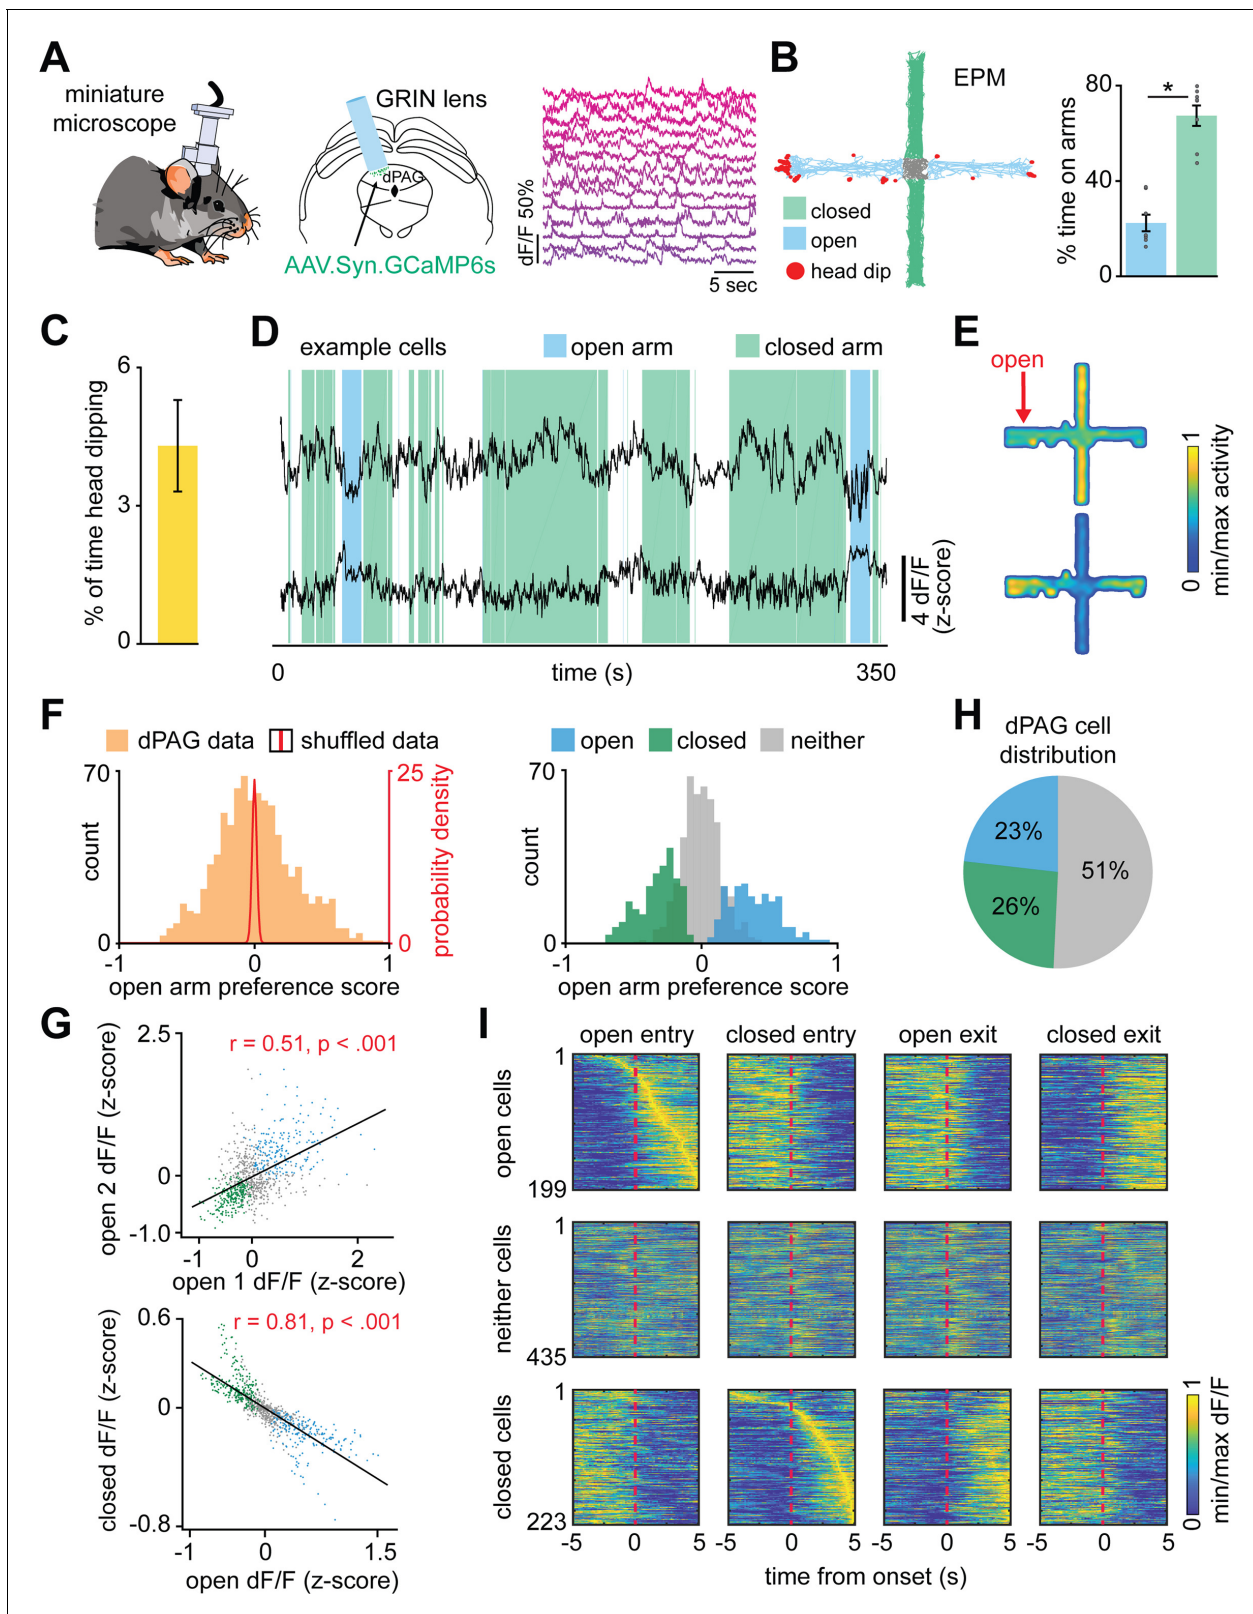 A
miniature
microscope
GRIN lens
dPAG
AAV.Syn.GCaMP6s
dF/F 50%
5 sec
B
EPM
closed
open
head dip
% time on arms
80
40
0
*
C
% of time head dipping
6
3
0
D
example cells
open arm
closed arm
4 dF/F
(z-score)
0
time (s)
350
E
open
0
1
min/max activity
F
dPAG data
shuffled data
70
count
0
25
probability density
0
-1
0
1
open arm preference score
open
closed
neither
70
count
0
-1
0
1
open arm preference score
H
dPAG cell
distribution
23%
51%
26%
G
r = 0.51, p < .001
open 2 dF/F (z-score)
2.5
0
-1.0
-1
0
2
open 1 dF/F (z-score)
r = 0.81, p < .001
closed dF/F (z-score)
0.6
0
-0.8
-1
0
1.5
open dF/F (z-score)
I
open entry
closed entry
open exit
closed exit
open cells
1
199
neither cells
1
435
closed cells
1
223
-5
0
5
-5
0
5
-5
0
5
-5
0
5
time from onset (s)
0
1
min/max dF/F